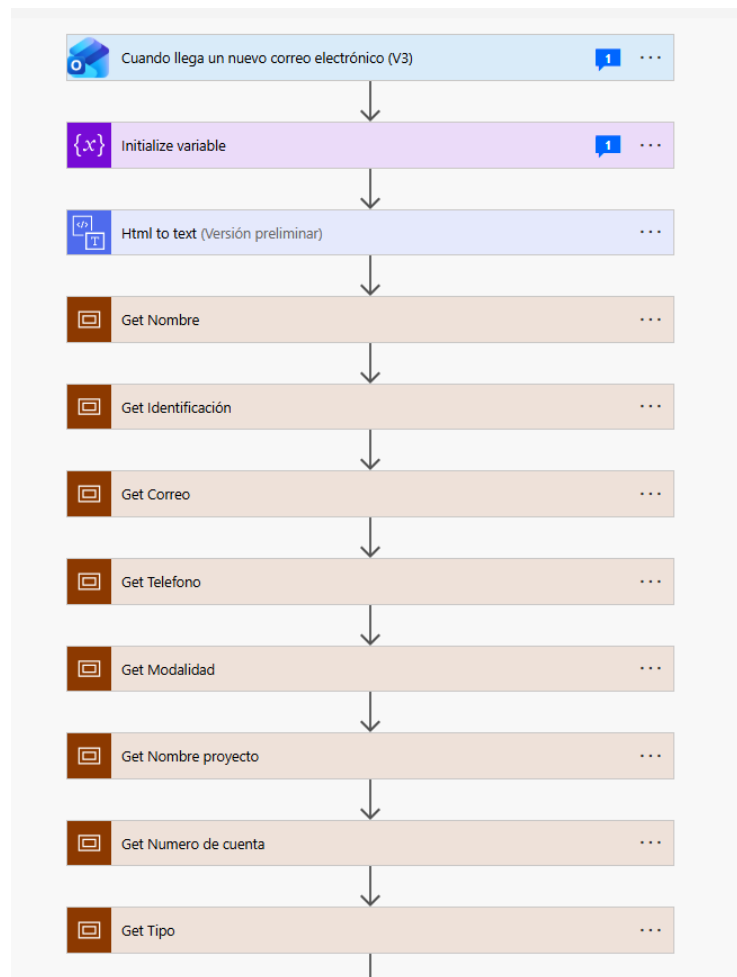 Cuando llega un nuevo correo electrónico (V3)
1
Initialize variable
1
Html to text (Versión preliminar)
Get Nombre
Get Identificación
Get Correo
Get Telefono
Get Modalidad
Get Nombre proyecto
Get Numero de cuenta
Get Tipo